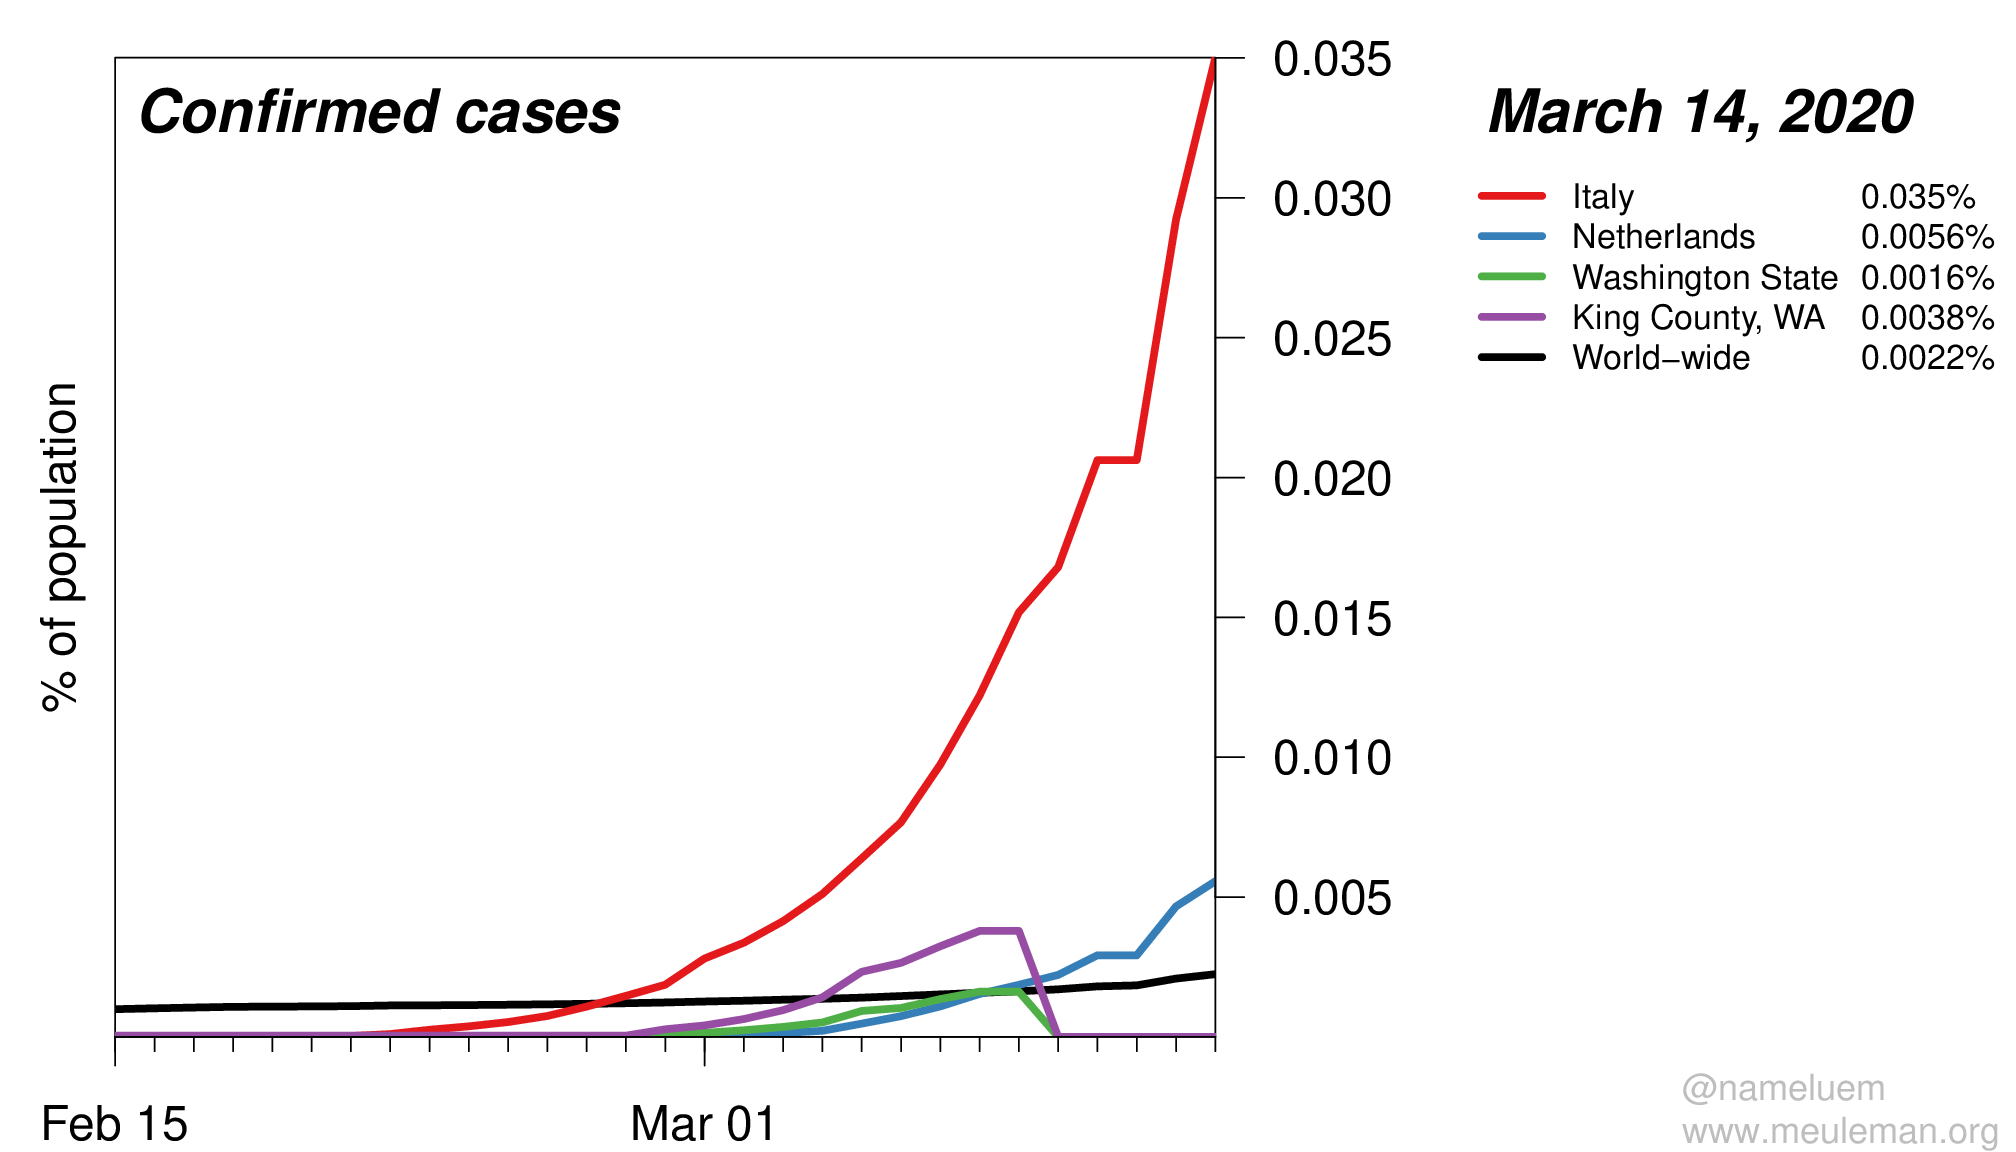 Confirmed cases
% of population
0.035
0.030
0.025
0.020
0.015
0.010
0.005
Feb 15
Mar 01
March 14, 2020
Italy 0.035%
Netherlands 0.0056%
Washington State 0.0016%
King County, WA 0.0038%
World−wide 0.0022%
@nameluem
www.meuleman.org